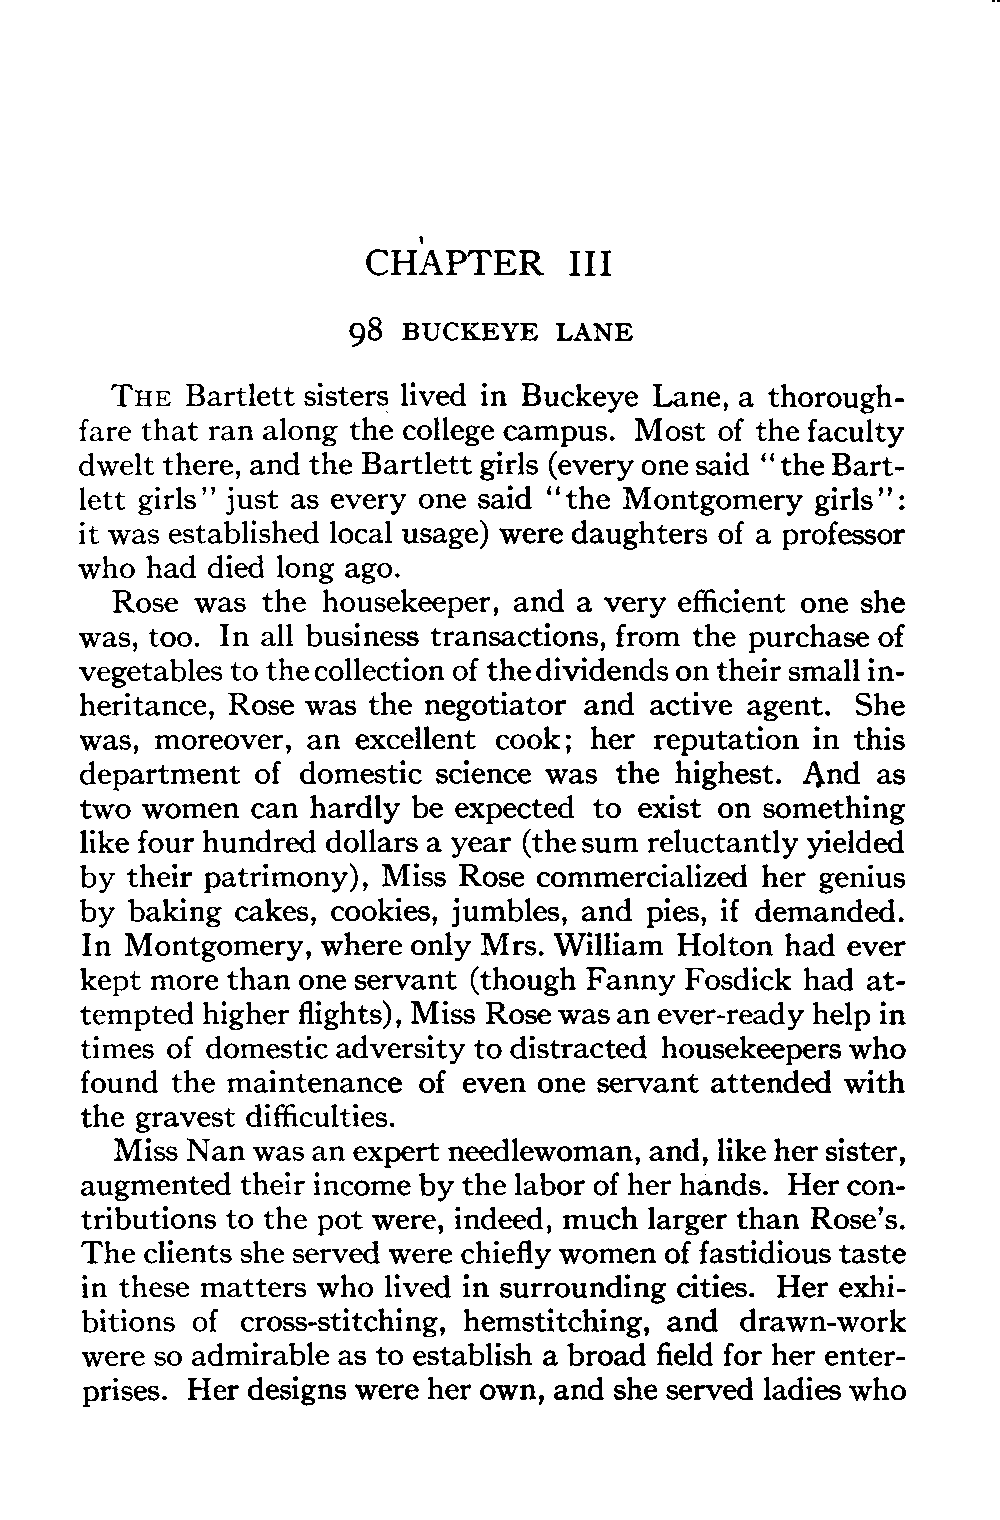 CHAPTER III
98 BUCKEYE LANE
THE Bartlett sisters lived in Buckeye Lane, a thorough-
fare that ran along the college campus. Most of the faculty
dwelt there, and the Bartlett girls (every one said "the Bart-
lett girls" just as every one said "the Montgomery girls":
it was established local usage) were daughters of a professor
who had died long ago.
Rose was the housekeeper, and a very efficient one she
was, too. In all business transactions, from the purchase of
vegetables to the collection of the dividends on their small in-
heritance, Rose was the negotiator and active agent. She
was, moreover, an excellent cook; her reputation in this
department of domestic science was the highest. And as
two women can hardly be expected to exist on something
like four hundred dollars a year (the sum reluctantly yielded
by their patrimony), Miss Rose commercialized her genius
by baking cakes, cookies, jumbles, and pies, if demanded.
In Montgomery, where only Mrs. William Holton had ever
kept more than one servant (though Fanny Fosdick had at-
tempted higher flights), Miss Rose was an ever-ready help in
times of domestic adversity to distracted housekeepers who
found the maintenance of even one servant attended with
the gravest difficulties.
Miss Nan was an expert needlewoman, and, like her sister,
augmented their income by the labor of her hands. Her con-
tributions to the pot were, indeed, much larger than Rose's.
The clients she served were chiefly women of fastidious taste
in these matters who lived in surrounding cities. Her exhi-
bitions of cross-stitching, hemstitching, and drawn-work
were so admirable as to establish a broad field for her enter-
prises. Her designs were her own, and she served ladies who